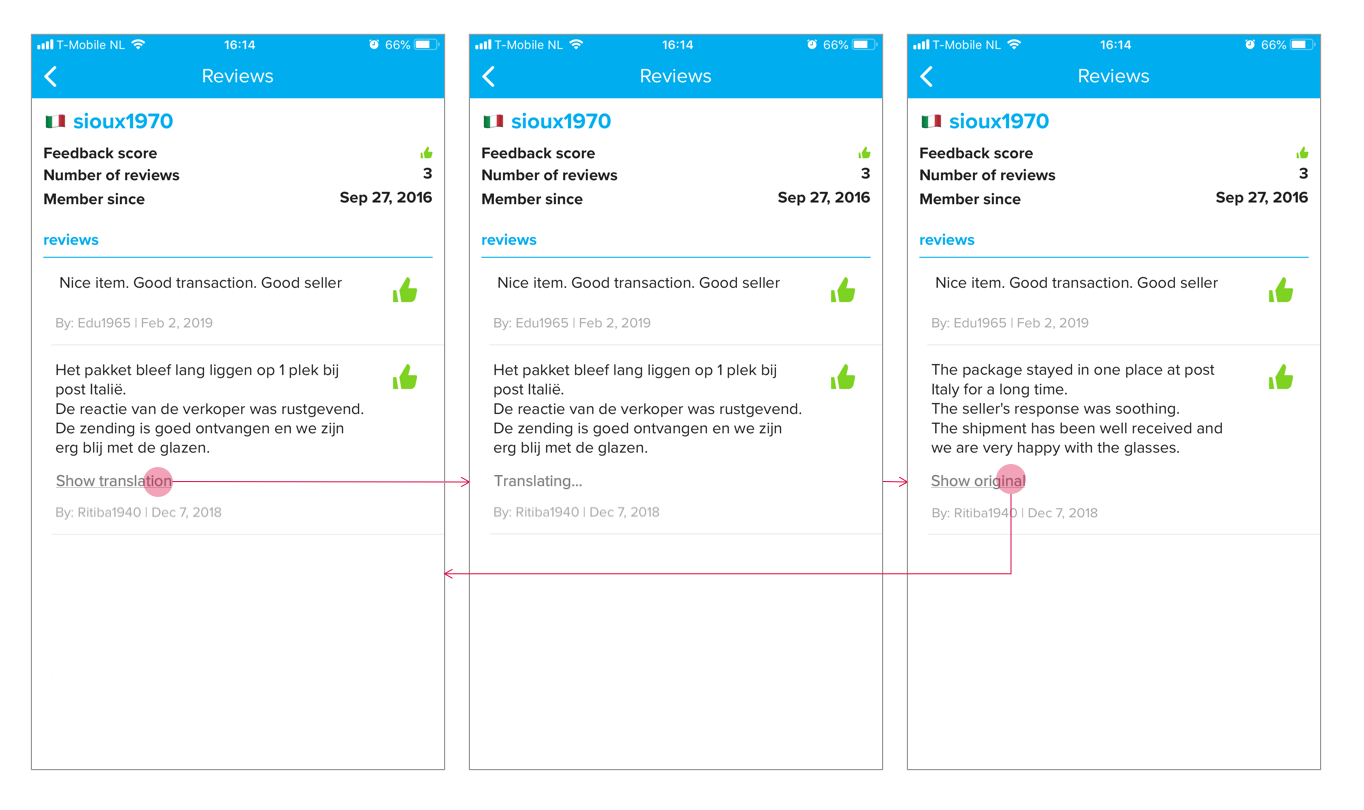 T-Mobile NL 16:14 66%
Reviews
sioux1970
Feedback score
Number of reviews 3
Member since Sep 27, 2016
reviews
Nice item. Good transaction. Good seller
By: Edu1965 | Feb 2, 2019
Het pakket bleef lang liggen op 1 plek bij
post Italië.
De reactie van de verkoper was rustgevend.
De zending is goed ontvangen en we zijn
erg blij met de glazen.
Show translation
By: Ritiba1940 | Dec 7, 2018
T-Mobile NL 16:14 66%
Reviews
sioux1970
Feedback score
Number of reviews 3
Member since Sep 27, 2016
reviews
Nice item. Good transaction. Good seller
By: Edu1965 | Feb 2, 2019
Het pakket bleef lang liggen op 1 plek bij
post Italië.
De reactie van de verkoper was rustgevend.
De zending is goed ontvangen en we zijn
erg blij met de glazen.
Translating...
By: Ritiba1940 | Dec 7, 2018
T-Mobile NL 16:14 66%
Reviews
sioux1970
Feedback score
Number of reviews 3
Member since Sep 27, 2016
reviews
Nice item. Good transaction. Good seller
By: Edu1965 | Feb 2, 2019
The package stayed in one place at post
Italy for a long time.
The seller's response was soothing.
The shipment has been well received and
we are very happy with the glasses.
Show original
By: Ritiba1940 | Dec 7, 2018